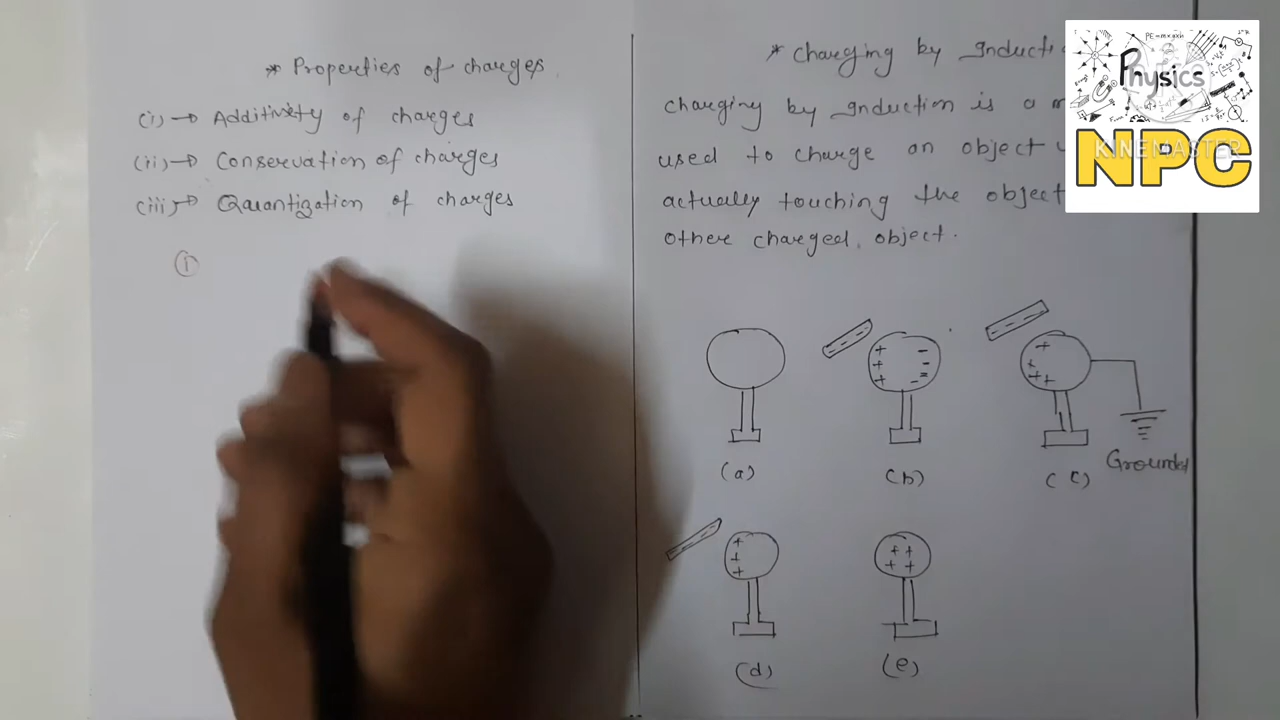 * Properties of charges
(i) → Additivity of charges
(ii) → Conservation of charges
(iii) → Quantization of charges
(i)
* Charging by
charging by Induction is a
used to charge an object
actually touching the object
other charged object.
(a)
(b)
(c)
Grounded
(d)
(e)
Physics
NPC
KINEMASTER